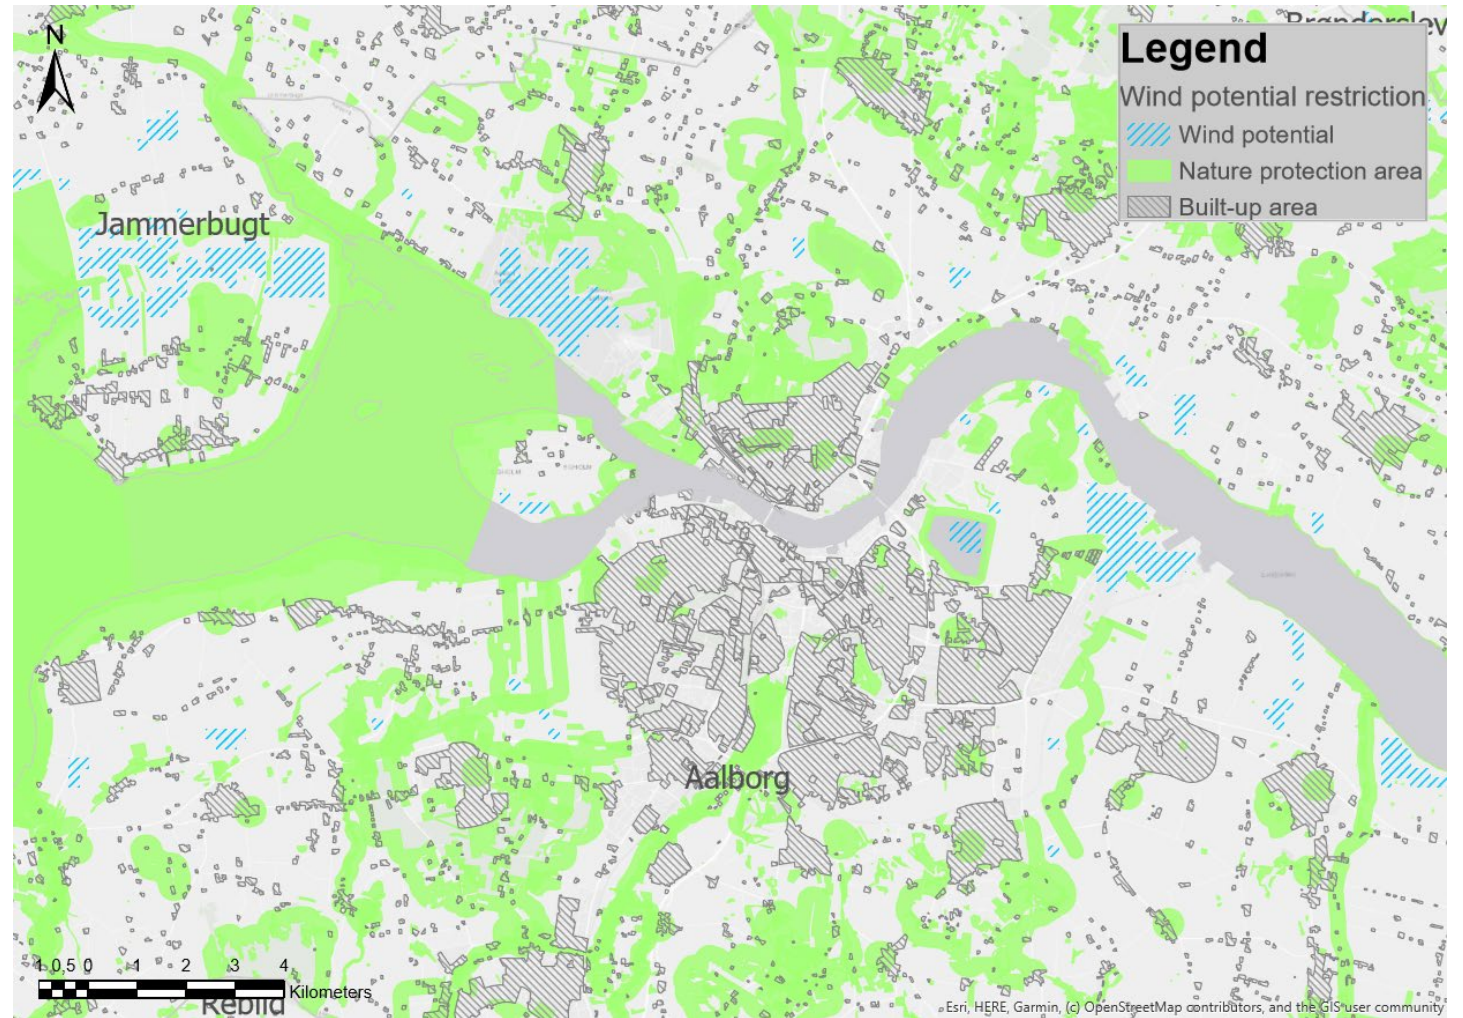 Brønderslev
N
Legend
Wind potential restriction
Wind potential
Nature protection area
Built-up area
Jammerbugt
Aalborg
1 0,5 0 1 2 3 4
Kilometers
Rebild
Esri, HERE, Garmin, (c) OpenStreetMap contributors, and the GIS user community